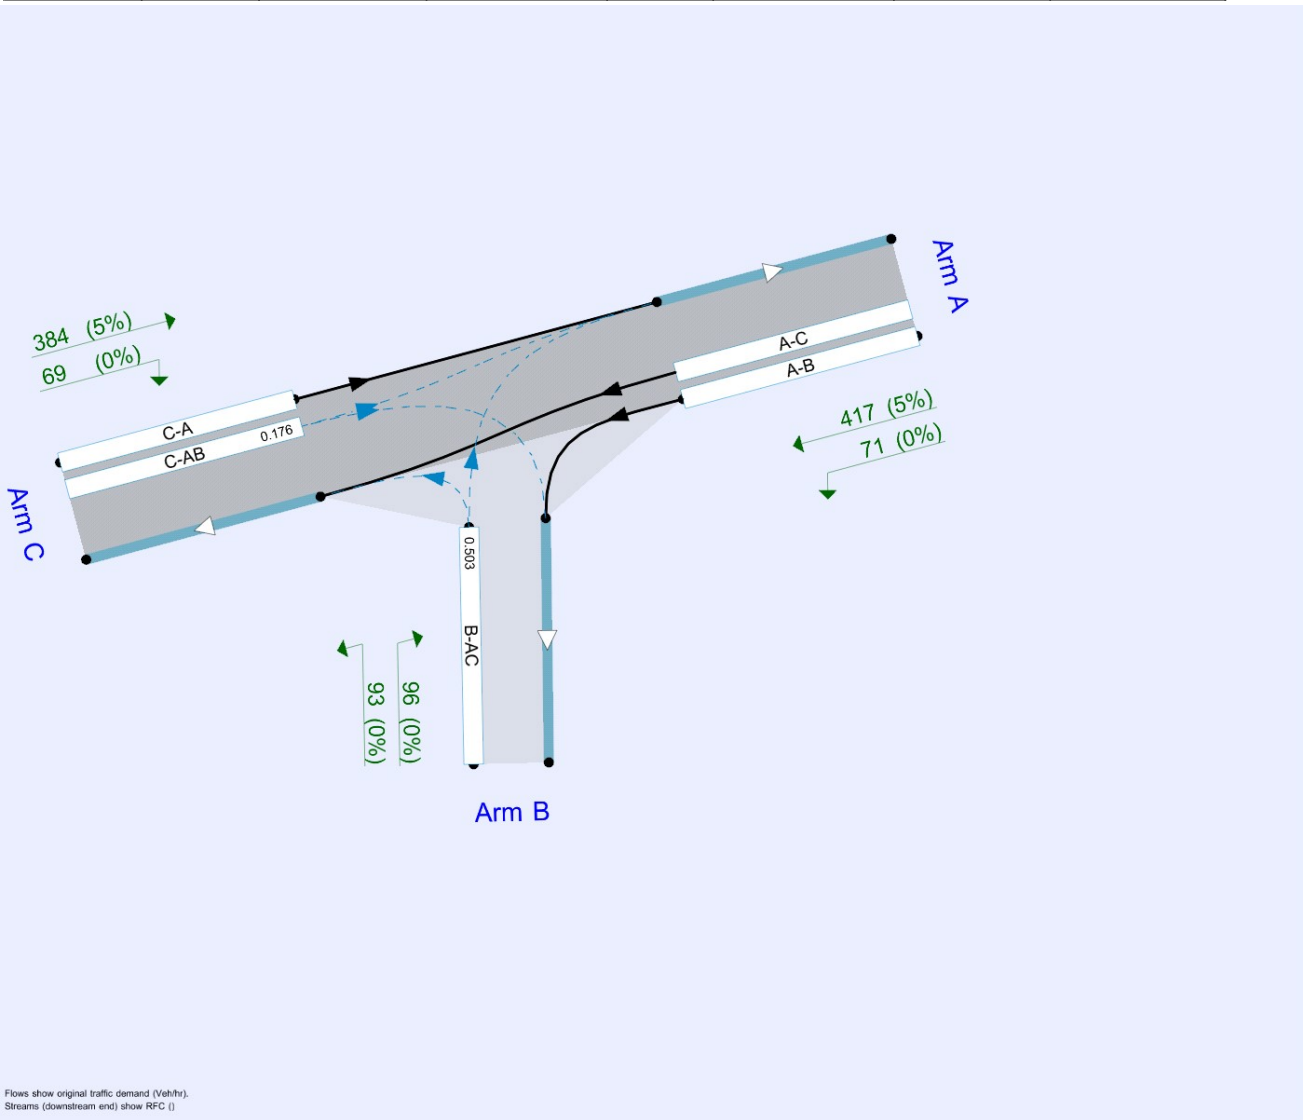 Arm A
384 (5%)
69 (0%)
A-C
A-B
C-A
C-AB
0.176
417 (5%)
71 (0%)
Arm C
0.503
B-AC
93 (0%)
96 (0%)
Arm B
Flows show original traffic demand (Veh/hr).
Streams (downstream end) show RFC ()